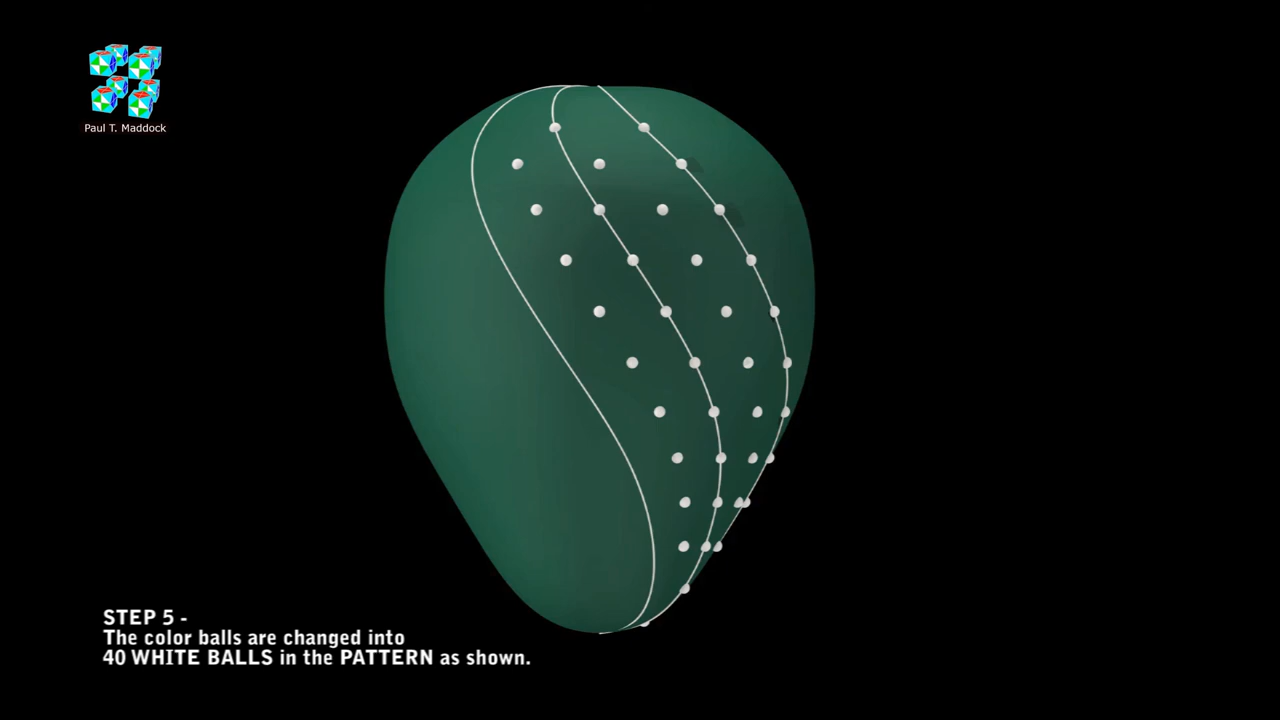 Paul T. Maddock
STEP 5 -
The color balls are changed into
40 WHITE BALLS in the PATTERN as shown.